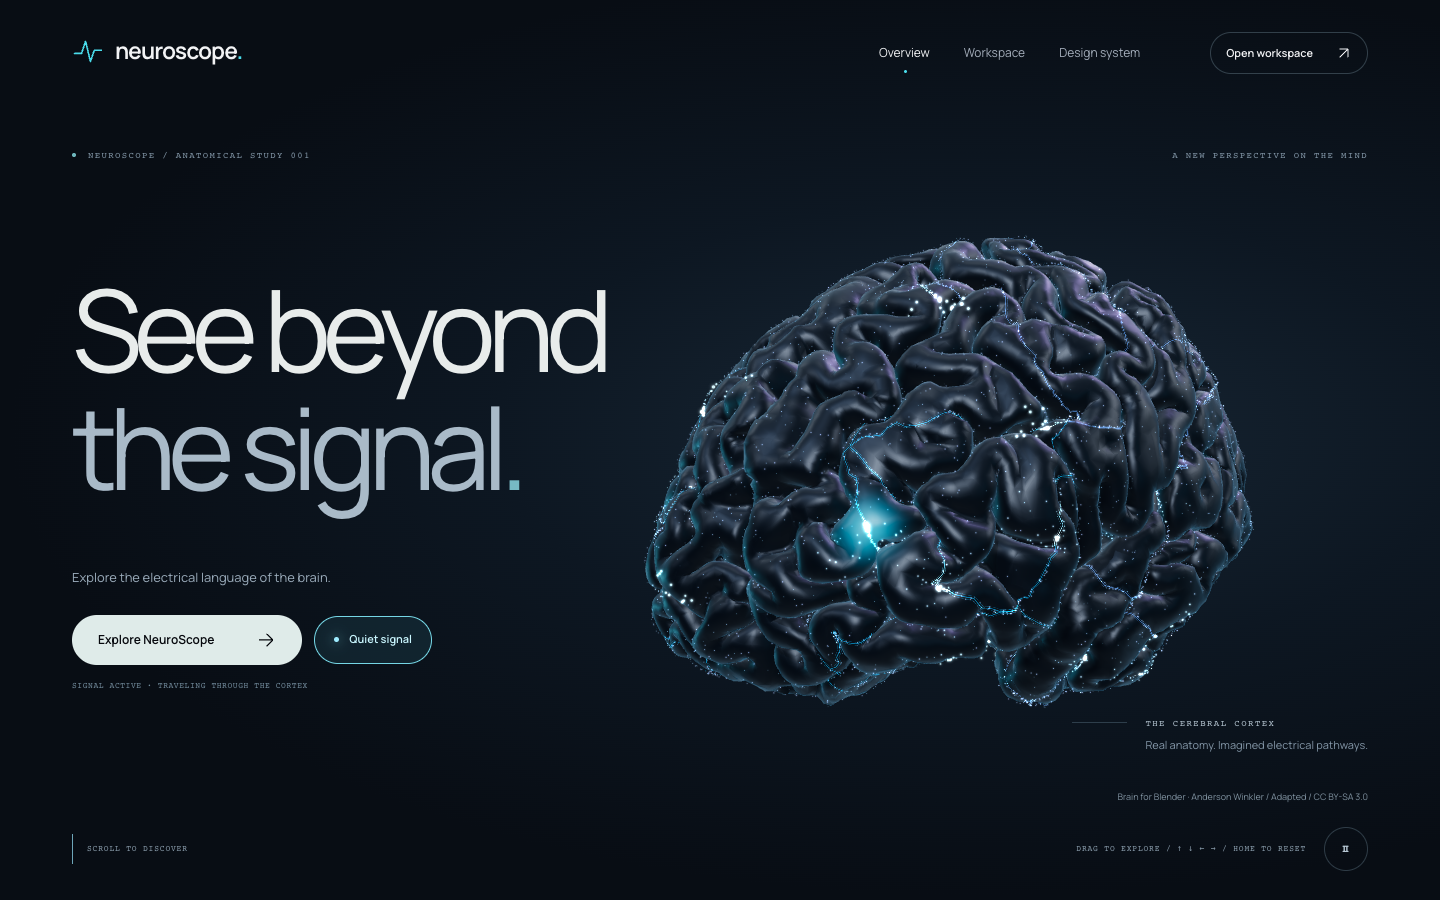 neuroscope.
Overview
Workspace
Design system
Open workspace
NEUROSCOPE / ANATOMICAL STUDY 001
A NEW PERSPECTIVE ON THE MIND
See beyond
the signal.
Explore the electrical language of the brain.
Explore NeuroScope
Quiet signal
SIGNAL ACTIVE · TRAVELING THROUGH THE CORTEX
THE CEREBRAL CORTEX
Real anatomy. Imagined electrical pathways.
Brain for Blender · Anderson Winkler / Adapted / CC BY-SA 3.0
SCROLL TO DISCOVER
DRAG TO EXPLORE / ↑ ↓ ← → / HOME TO RESET